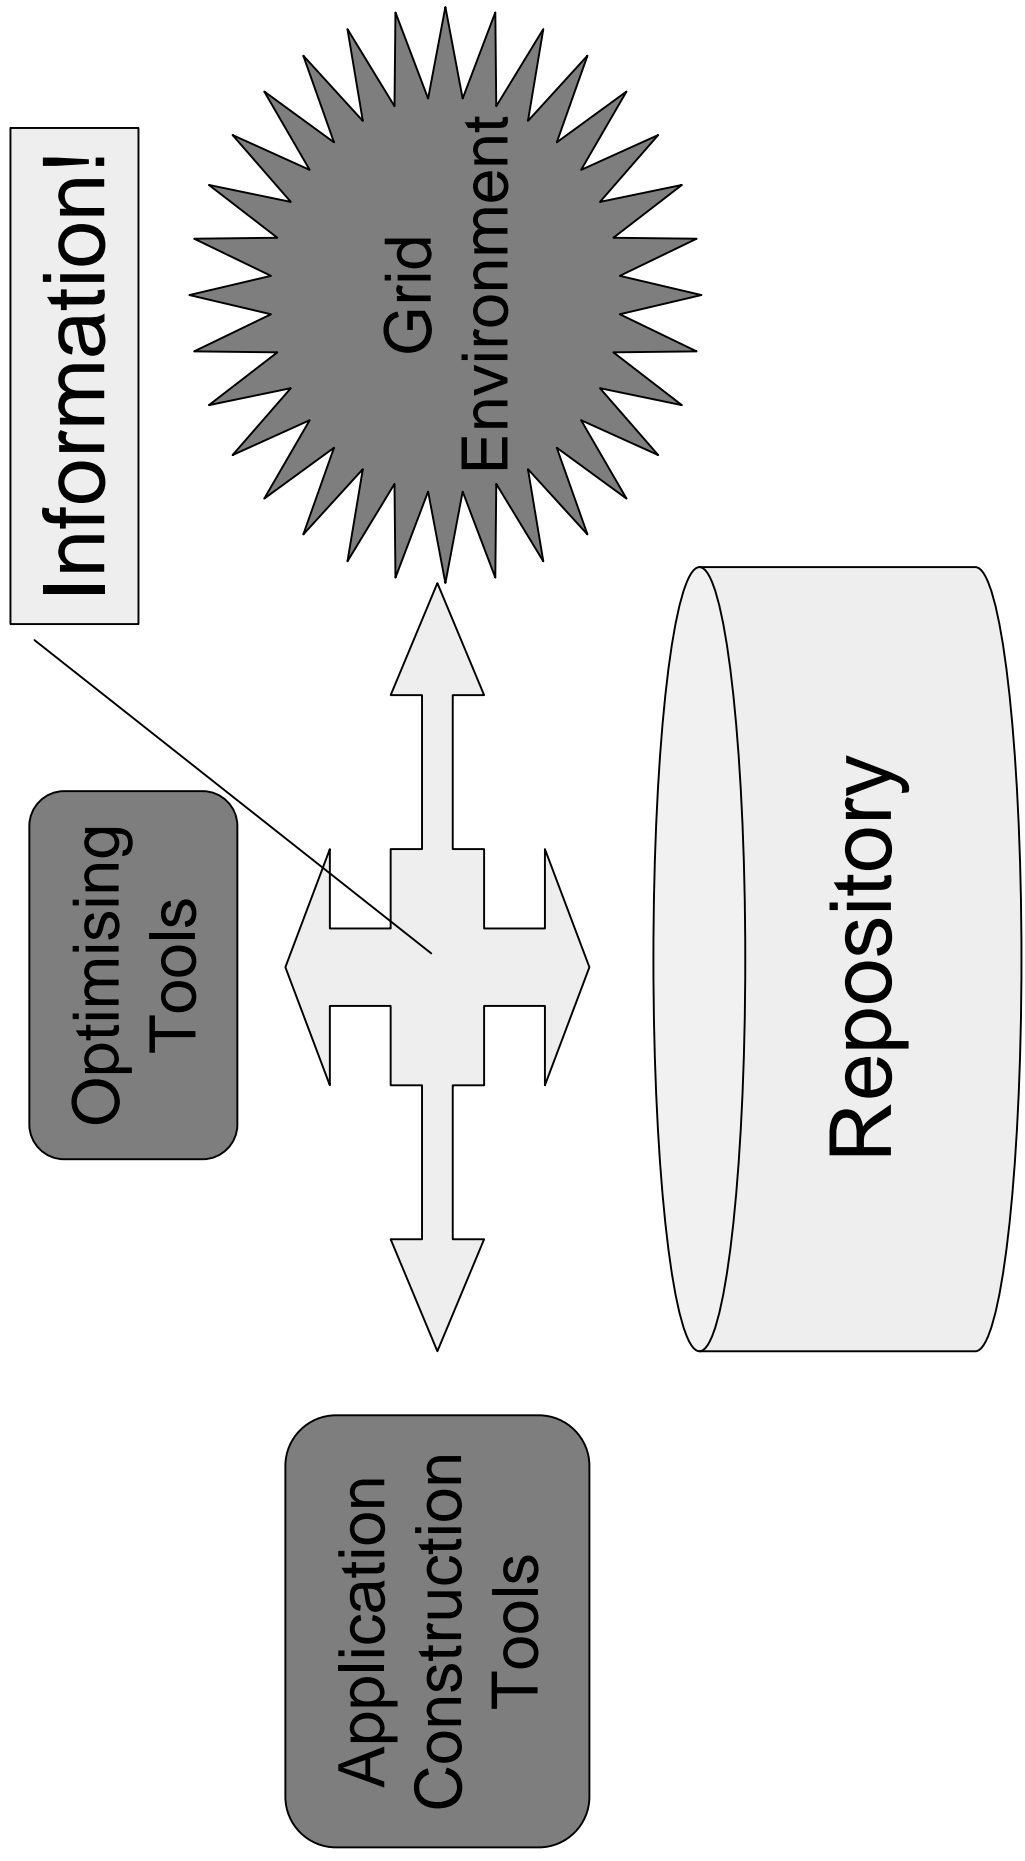 Information!
Optimising
Tools
Grid
Environment
Application
Construction
Tools
Repository